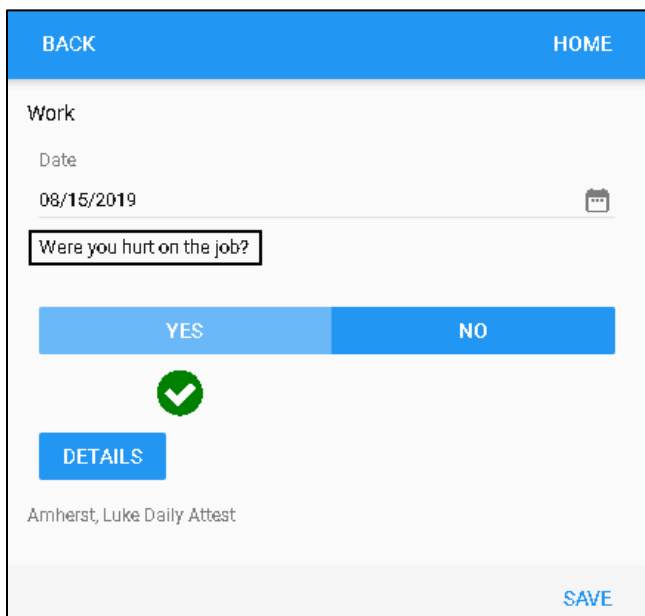 BACK HOME
Work
Date
08/15/2019
Were you hurt on the job?
YES NO
DETAILS
Amherst, Luke Daily Attest
SAVE